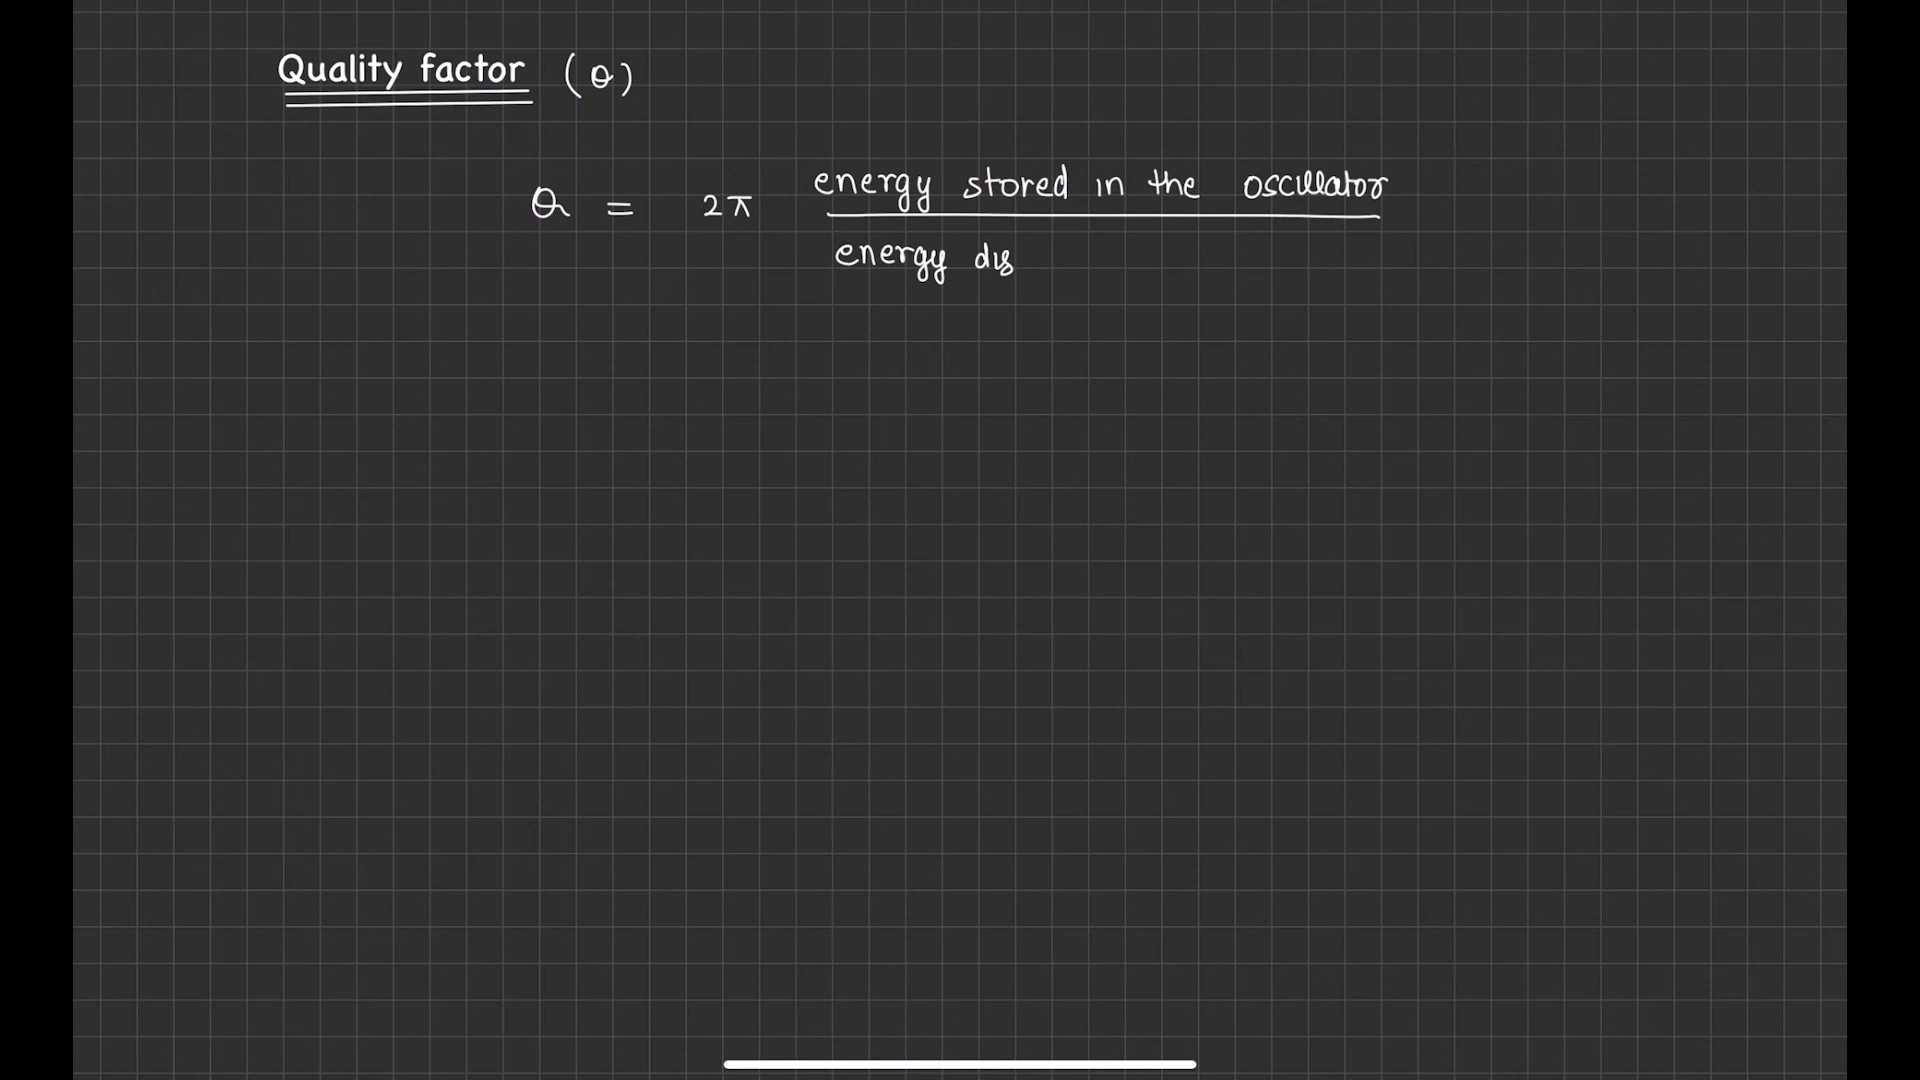 Quality factor (Q)
Q = 2π energy stored in the oscillator
energy dis